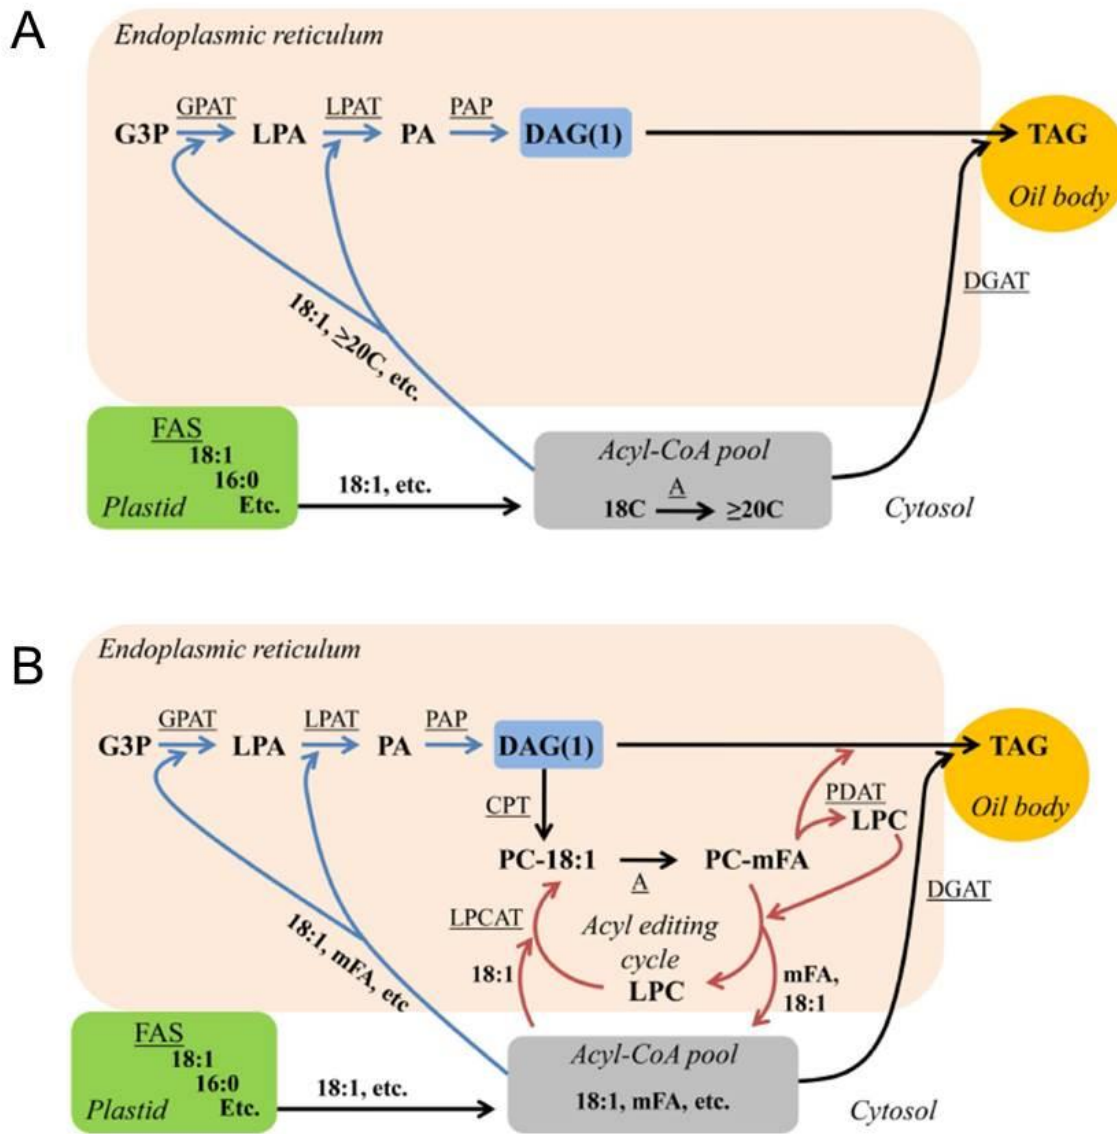 A
Endoplasmic reticulum
GPAT
LPAT
PAP
G3P
LPA
PA
DAG(1)
TAG
Oil body
DGAT
18:1, ≥20C, etc.
FAS
18:1
16:0
Etc.
Plastid
18:1, etc.
Acyl-CoA pool
A
18C
≥20C
Cytosol
B
Endoplasmic reticulum
GPAT
LPAT
PAP
G3P
LPA
PA
DAG(1)
TAG
Oil body
CPT
PDAT
LPC
PC-18:1
A
PC-mFA
DGAT
LPCAT
Acyl editing
cycle
18:1
LPC
mFA,
18:1
18:1, mFA, etc
FAS
18:1
16:0
Etc.
Plastid
18:1, etc.
Acyl-CoA pool
18:1, mFA, etc.
Cytosol